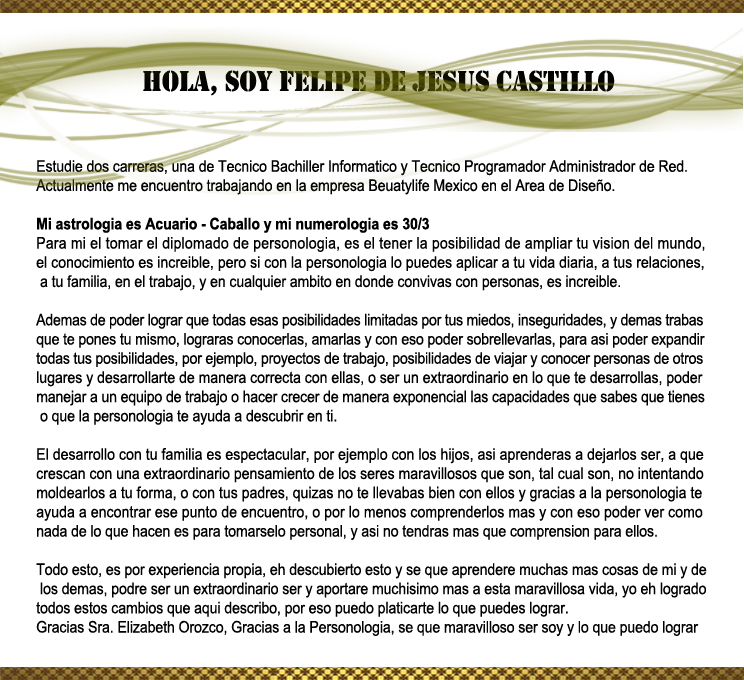 HOLA, SOY FELIPE DE JESUS CASTILLO
Estudie dos carreras, una de Tecnico Bachiller Informatico y Tecnico Programador Administrador de Red.
Actualmente me encuentro trabajando en la empresa Beuatylife Mexico en el Area de Diseño.
Mi astrologia es Acuario - Caballo y mi numerologia es 30/3
Para mi el tomar el diplomado de personologia, es el tener la posibilidad de ampliar tu vision del mundo,
el conocimiento es increible, pero si con la personologia lo puedes aplicar a tu vida diaria, a tus relaciones,
a tu familia, en el trabajo, y en cualquier ambito en donde convivas con personas, es increible.
Ademas de poder lograr que todas esas posibilidades limitadas por tus miedos, inseguridades, y demas trabas
que te pones tu mismo, lograras conocerlas, amarlas y con eso poder sobrellevarlas, para asi poder expandir
todas tus posibilidades, por ejemplo, proyectos de trabajo, posibilidades de viajar y conocer personas de otros
lugares y desarrollarte de manera correcta con ellas, o ser un extraordinario en lo que te desarrollas, poder
manejar a un equipo de trabajo o hacer crecer de manera exponencial las capacidades que sabes que tienes
o que la personologia te ayuda a descubrir en ti.
El desarrollo con tu familia es espectacular, por ejemplo con los hijos, asi aprenderas a dejarlos ser, a que
crescan con una extraordinario pensamiento de los seres maravillosos que son, tal cual son, no intentando
moldearlos a tu forma, o con tus padres, quizas no te llevabas bien con ellos y gracias a la personologia te
ayuda a encontrar ese punto de encuentro, o por lo menos comprenderlos mas y con eso poder ver como
nada de lo que hacen es para tomarselo personal, y asi no tendras mas que comprension para ellos.
Todo esto, es por experiencia propia, eh descubierto esto y se que aprendere muchas mas cosas de mi y de
los demas, podre ser un extraordinario ser y aportare muchisimo mas a esta maravillosa vida, yo eh logrado
todos estos cambios que aqui describo, por eso puedo platicarte lo que puedes lograr.
Gracias Sra. Elizabeth Orozco, Gracias a la Personologia, se que maravilloso ser soy y lo que puedo lograr